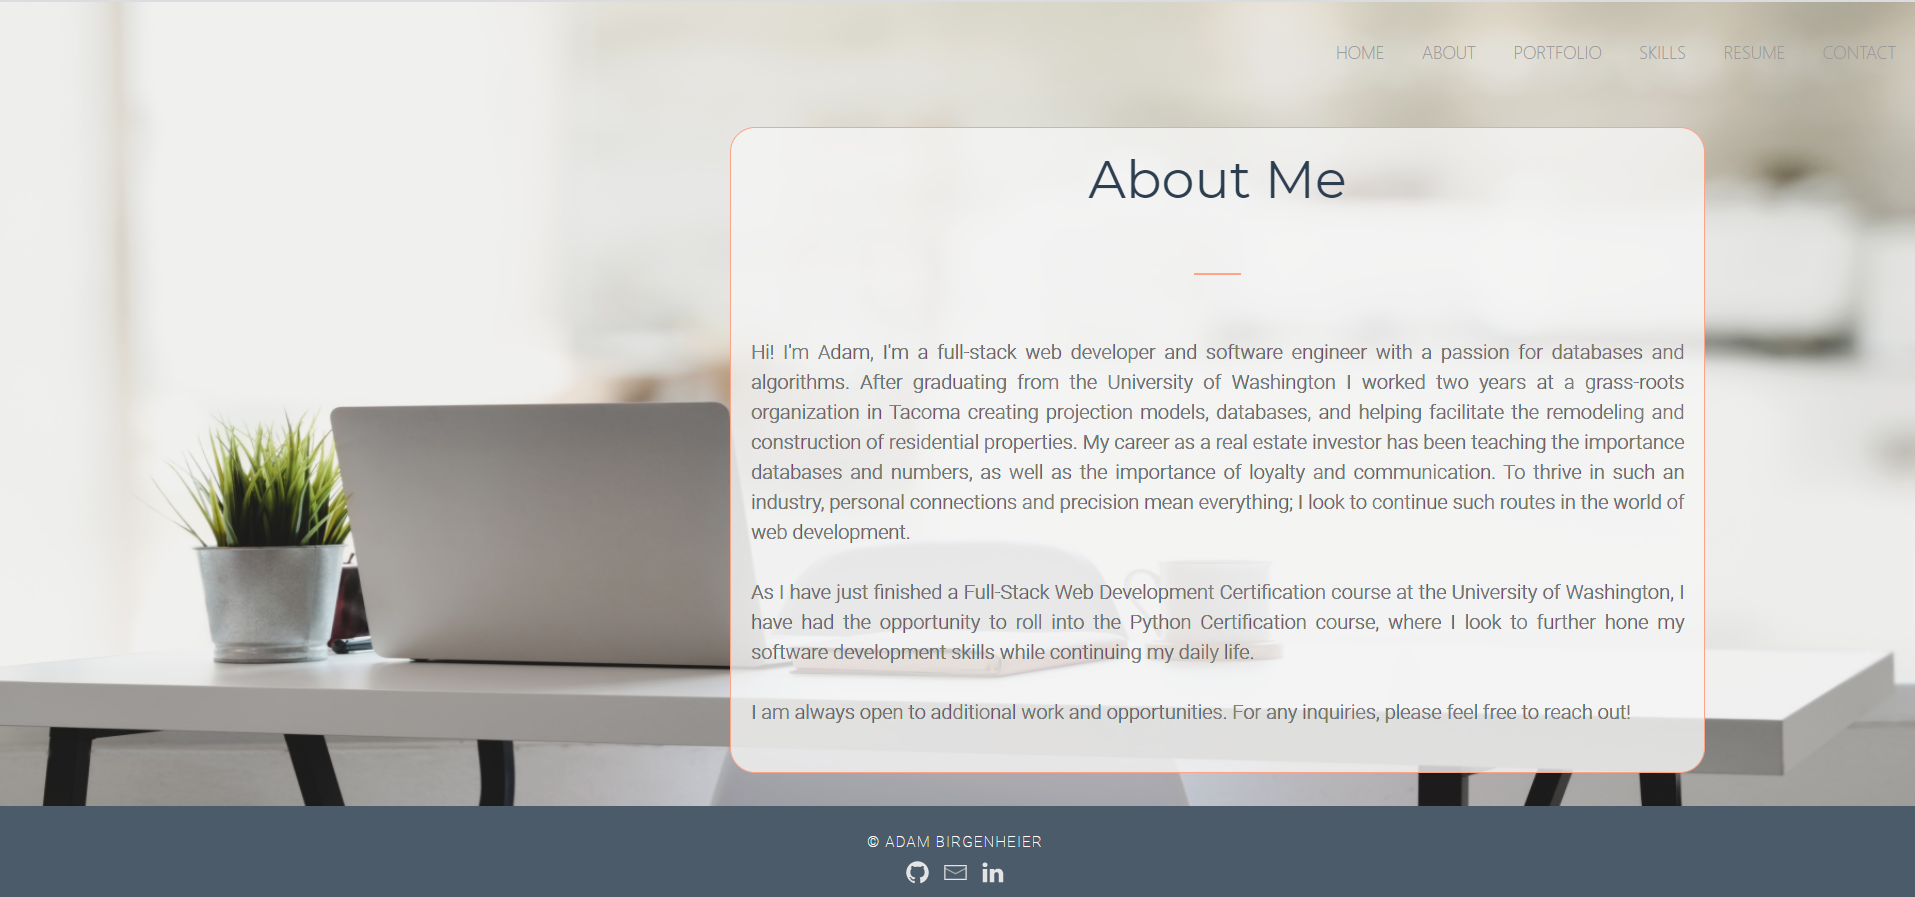 HOME ABOUT PORTFOLIO SKILLS RESUME CONTACT
About Me
Hi! I'm Adam, I'm a full-stack web developer and software engineer with a passion for databases and
algorithms. After graduating from the University of Washington I worked two years at a grass-roots
organization in Tacoma creating projection models, databases, and helping facilitate the remodeling and
construction of residential properties. My career as a real estate investor has been teaching the importance
databases and numbers, as well as the importance of loyalty and communication. To thrive in such an
industry, personal connections and precision mean everything; I look to continue such routes in the world of
web development.
As I have just finished a Full-Stack Web Development Certification course at the University of Washington, I
have had the opportunity to roll into the Python Certification course, where I look to further hone my
software development skills while continuing my daily life.
I am always open to additional work and opportunities. For any inquiries, please feel free to reach out!
© ADAM BIRGENHEIER
in